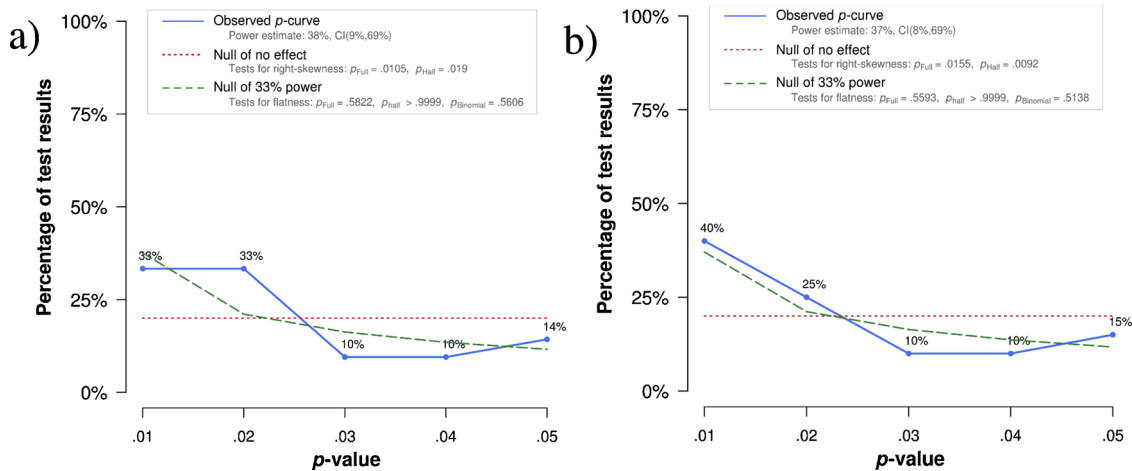 a)
Observed p-curve
Power estimate: 38%, CI(9%,69%)
Null of no effect
Tests for right-skewness: pFull = .0105, pHalf = .019
Null of 33% power
Tests for flatness: pFull = .5822, phalf > .9999, pBinomial = .5606
Percentage of test results
100%
75%
50%
25%
0%
33%
33%
10%
10%
14%
.01
.02
.03
.04
.05
p-value
b)
Observed p-curve
Power estimate: 37%, CI(8%,69%)
Null of no effect
Tests for right-skewness: pFull = .0155, pHalf = .0092
Null of 33% power
Tests for flatness: pFull = .5593, phalf > .9999, pBinomial = .5138
Percentage of test results
100%
75%
50%
25%
0%
40%
25%
10%
10%
15%
.01
.02
.03
.04
.05
p-value